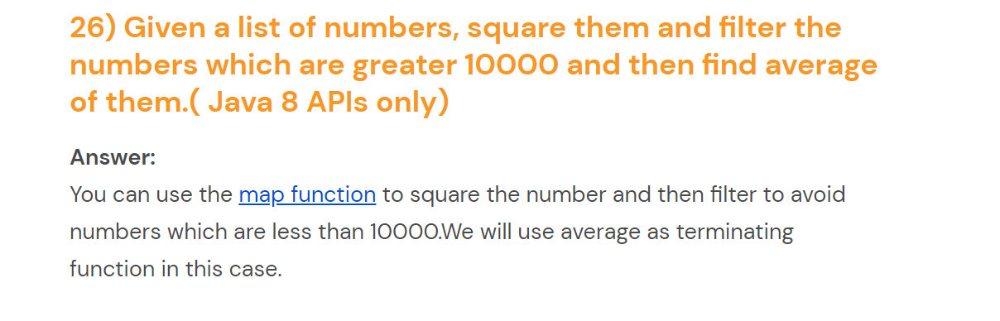 26) Given a list of numbers, square them and filter the
numbers which are greater 10000 and then find average
of them.( Java 8 APIs only)
Answer:
You can use the map function to square the number and then filter to avoid
numbers which are less than 10000.We will use average as terminating
function in this case.